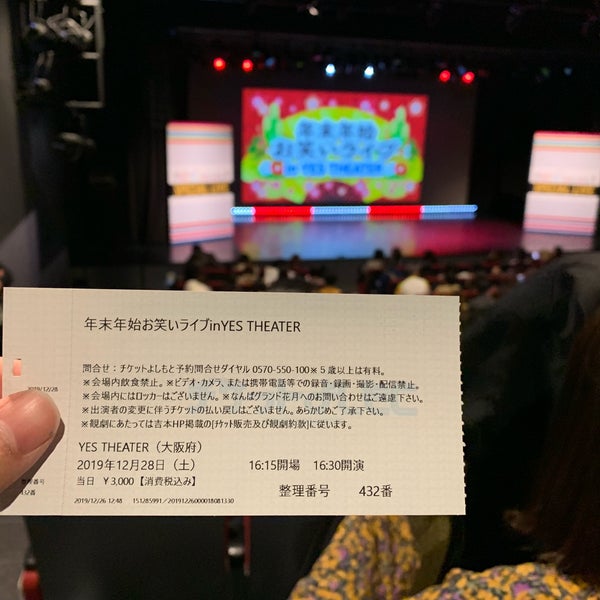 年末年始
お笑いライブ
in YES THEATER
年末年始お笑いライブinYES THEATER
問合せ：チケットよしもと予約問合せダイヤル 0570-550-100※５歳以上は有料。
※会場内飲食禁止。※ビデオ・カメラ、または携帯電話等での録音・録画・撮影・配信禁止。
※会場内にはロッカーはございません。※なんばグランド花月へのお問い合わせはご遠慮下さい。
※出演者の変更に伴うチケットの払い戻しはございません。あらかじめご了承下さい。
※観劇にあたっては吉本HP掲載の[チケット販売及び観劇約款]に従います。
YES THEATER（大阪府）
2019年12月28日（土） 16:15開場 16:30開演
当日 ￥3,000【消費税込み】
整理番号 432番
2019/12/26 12:48 151285991／20191226000018081330
2019/12/28
整理番号
432番